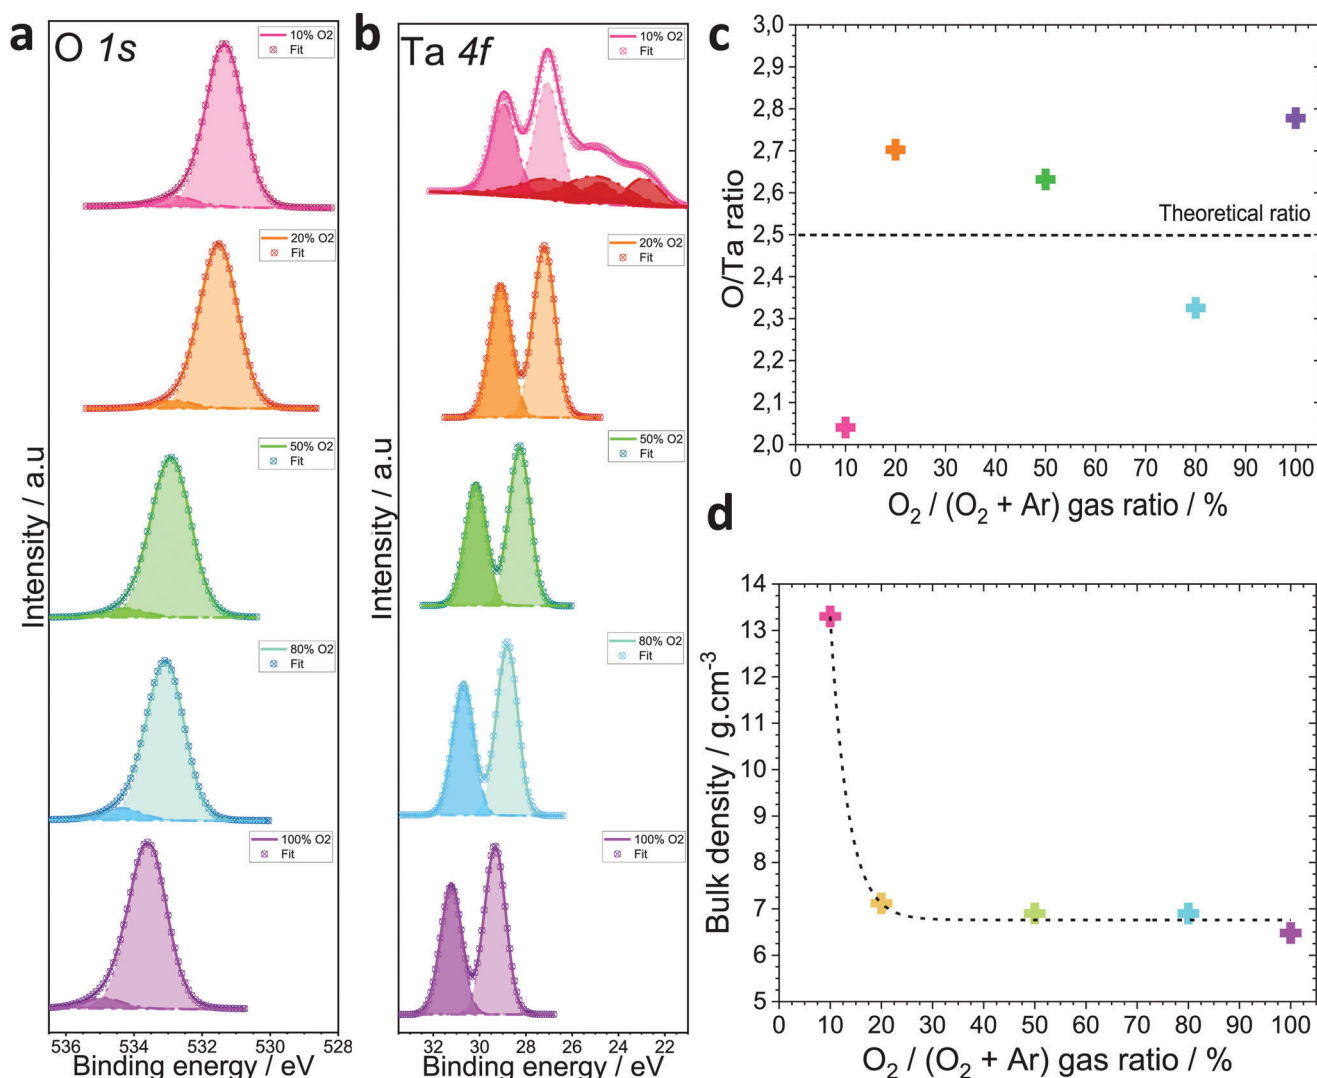 a
O 1s
10% O2
Fit
20% O2
Fit
50% O2
Fit
80% O2
Fit
100% O2
Fit
Intensity / a.u
536
534
532
530
528
Binding energy / eV
b
Ta 4f
10% O2
Fit
20% O2
Fit
50% O2
Fit
80% O2
Fit
100% O2
Fit
Intensity / a.u
32
30
28
26
24
22
Binding energy / eV
c
3,0
2,9
2,8
2,7
2,6
2,5
2,4
2,3
2,2
2,1
2,0
O/Ta ratio
Theoretical ratio
0 10 20 30 40 50 60 70 80 90 100
O₂ / (O₂ + Ar) gas ratio / %
d
14
13
12
11
10
9
8
7
6
5
Bulk density / g.cm⁻³
0 10 20 30 40 50 60 70 80 90 100
O₂ / (O₂ + Ar) gas ratio / %